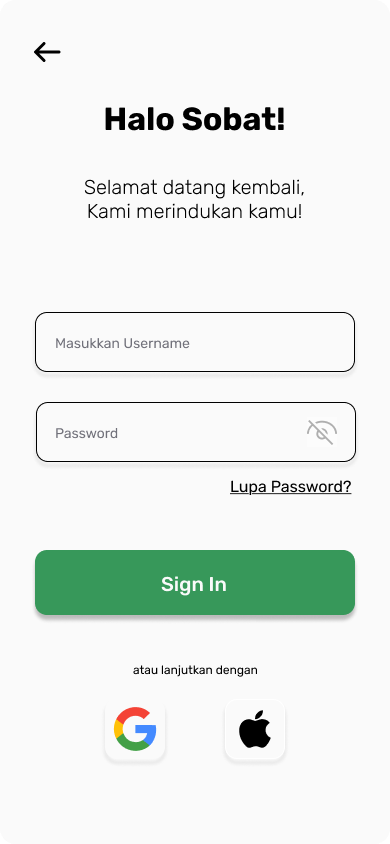 Halo Sobat!
Selamat datang kembali,
Kami merindukan kamu!
Masukkan Username
Password
Lupa Password?
Sign In
atau lanjutkan dengan